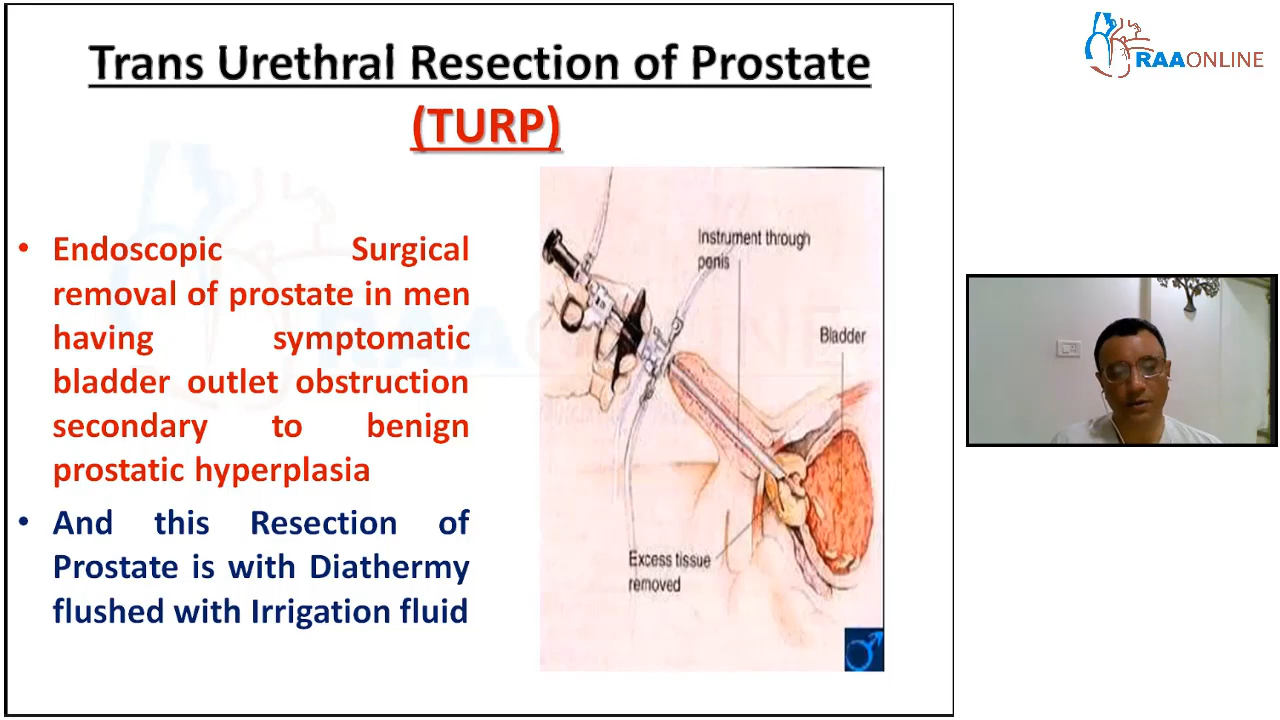 Trans Urethral Resection of Prostate
(TURP)
RAAONLINE
• Endoscopic Surgical
removal of prostate in men
having symptomatic
bladder outlet obstruction
secondary to benign
prostatic hyperplasia
• And this Resection of
Prostate is with Diathermy
flushed with Irrigation fluid
Instrument through
penis
Bladder
Excess tissue
removed
RAAONLINE